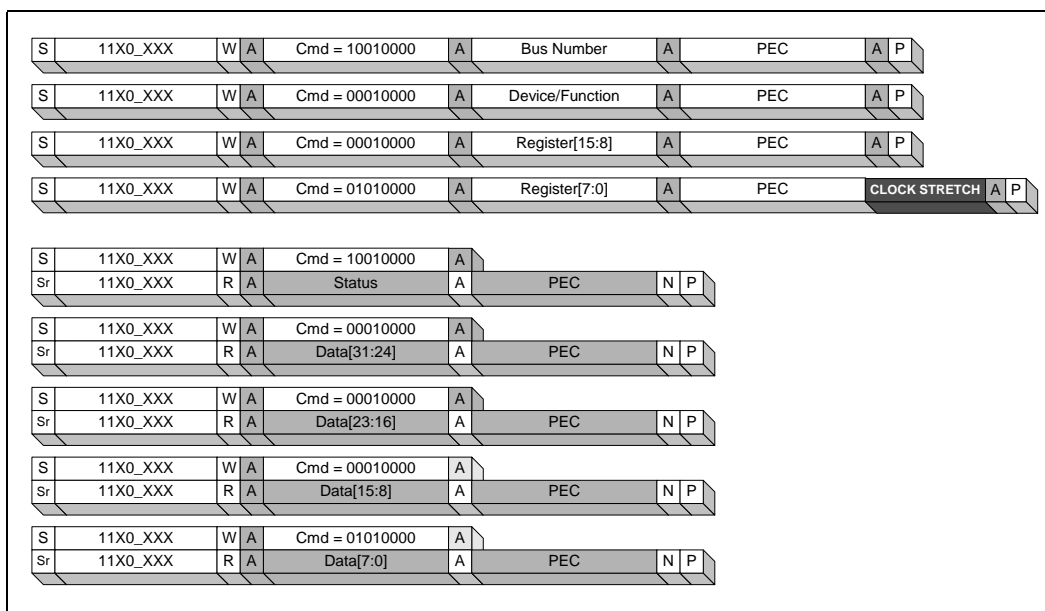 S 11X0_XXX W A Cmd = 10010000 A Bus Number A PEC A P
S 11X0_XXX W A Cmd = 00010000 A Device/Function A PEC A P
S 11X0_XXX W A Cmd = 00010000 A Register[15:8] A PEC A P
S 11X0_XXX W A Cmd = 01010000 A Register[7:0] A PEC CLOCK STRETCH A P
S 11X0_XXX W A Cmd = 10010000 A
Sr 11X0_XXX R A Status A PEC N P
S 11X0_XXX W A Cmd = 00010000 A
Sr 11X0_XXX R A Data[31:24] A PEC N P
S 11X0_XXX W A Cmd = 00010000 A
Sr 11X0_XXX R A Data[23:16] A PEC N P
S 11X0_XXX W A Cmd = 00010000 A
Sr 11X0_XXX R A Data[15:8] A PEC N P
S 11X0_XXX W A Cmd = 01010000 A
Sr 11X0_XXX R A Data[7:0] A PEC N P